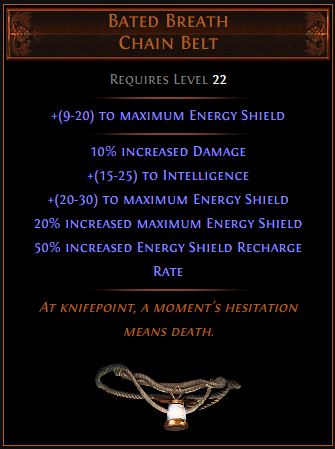 Bated Breath
Chain Belt
Requires Level 22
+(9-20) to maximum Energy Shield
10% increased Damage
+(15-25) to Intelligence
+(20-30) to maximum Energy Shield
20% increased maximum Energy Shield
50% increased Energy Shield Recharge
Rate
At knifepoint, a moment's hesitation
means death.